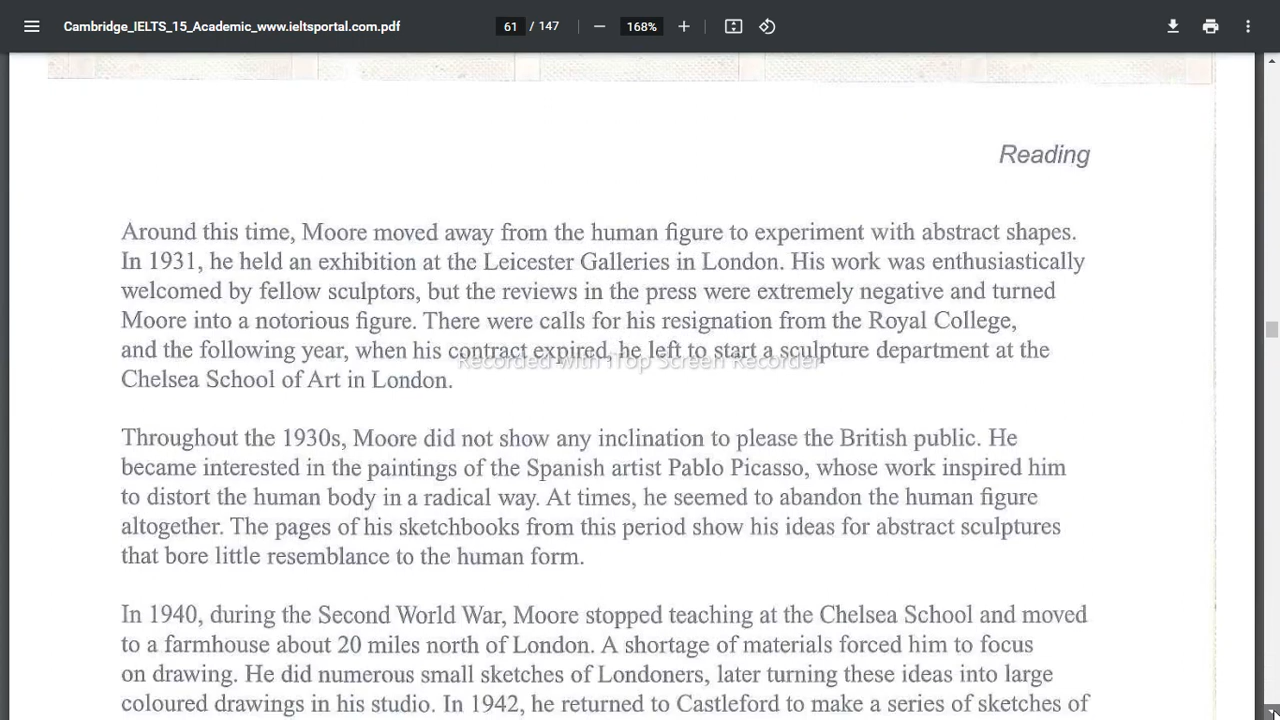 Cambridge_IELTS_15_Academic_www.ieltsportal.com.pdf 61 / 147 168%
Reading
Around this time, Moore moved away from the human figure to experiment with abstract shapes.
In 1931, he held an exhibition at the Leicester Galleries in London. His work was enthusiastically
welcomed by fellow sculptors, but the reviews in the press were extremely negative and turned
Moore into a notorious figure. There were calls for his resignation from the Royal College,
and the following year, when his contract expired, he left to start a sculpture department at the
Recorded with iTop Screen Recorder
Chelsea School of Art in London.
Throughout the 1930s, Moore did not show any inclination to please the British public. He
became interested in the paintings of the Spanish artist Pablo Picasso, whose work inspired him
to distort the human body in a radical way. At times, he seemed to abandon the human figure
altogether. The pages of his sketchbooks from this period show his ideas for abstract sculptures
that bore little resemblance to the human form.
In 1940, during the Second World War, Moore stopped teaching at the Chelsea School and moved
to a farmhouse about 20 miles north of London. A shortage of materials forced him to focus
on drawing. He did numerous small sketches of Londoners, later turning these ideas into large
coloured drawings in his studio. In 1942, he returned to Castleford to make a series of sketches of